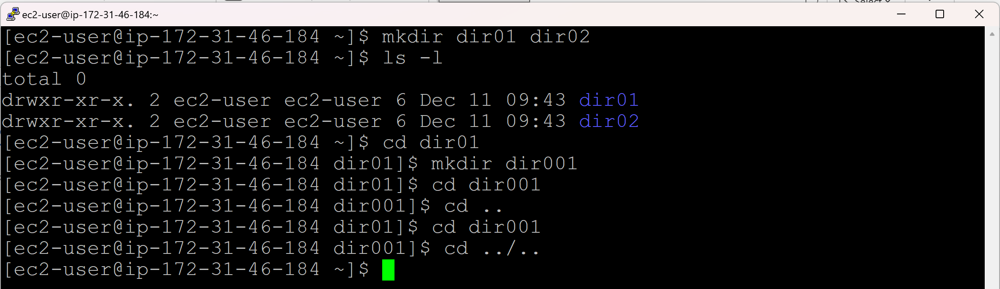 Select
ec2-user@ip-172-31-46-184:~
[ec2-user@ip-172-31-46-184 ~]$ mkdir dir01 dir02
[ec2-user@ip-172-31-46-184 ~]$ ls -l
total 0
drwxr-xr-x. 2 ec2-user ec2-user 6 Dec 11 09:43 dir01
drwxr-xr-x. 2 ec2-user ec2-user 6 Dec 11 09:43 dir02
[ec2-user@ip-172-31-46-184 ~]$ cd dir01
[ec2-user@ip-172-31-46-184 dir01]$ mkdir dir001
[ec2-user@ip-172-31-46-184 dir01]$ cd dir001
[ec2-user@ip-172-31-46-184 dir001]$ cd ..
[ec2-user@ip-172-31-46-184 dir01]$ cd dir001
[ec2-user@ip-172-31-46-184 dir001]$ cd ../..
[ec2-user@ip-172-31-46-184 ~]$